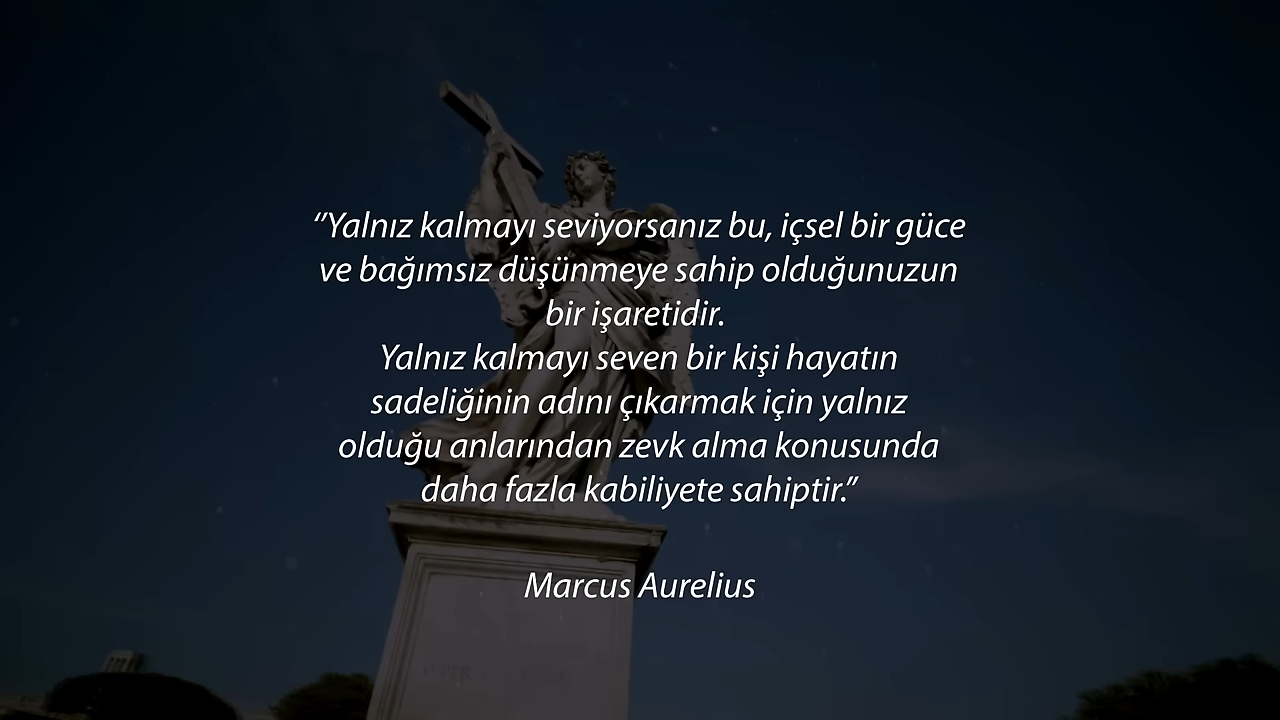 ‘’Yalnız kalmayı seviyorsanız bu, içsel bir güce
ve bağımsız düşünmeye sahip olduğunuzun
bir işaretidir.
Yalnız kalmayı seven bir kişi hayatın
sadeliğinin adını çıkarmak için yalnız
olduğu anlarından zevk alma konusunda
daha fazla kabiliyete sahiptir.’’
Marcus Aurelius